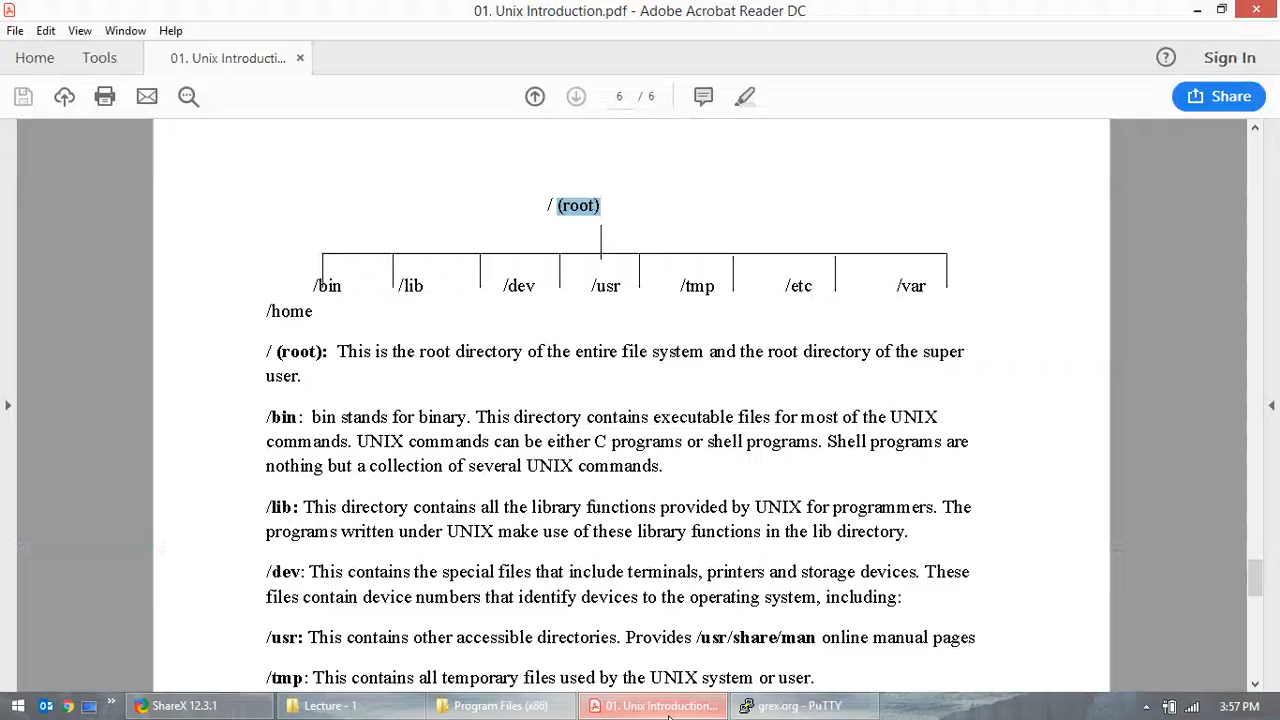 01. Unix Introduction.pdf - Adobe Acrobat Reader DC
File Edit View Window Help
Home Tools 01. Unix Introducti... × ? Sign In
6 / 6 Share
/ (root)
/bin /lib /dev /usr /tmp /etc /var
/home
/ (root): This is the root directory of the entire file system and the root directory of the super
user.
/bin: bin stands for binary. This directory contains executable files for most of the UNIX
commands. UNIX commands can be either C programs or shell programs. Shell programs are
nothing but a collection of several UNIX commands.
/lib: This directory contains all the library functions provided by UNIX for programmers. The
programs written under UNIX make use of these library functions in the lib directory.
/dev: This contains the special files that include terminals, printers and storage devices. These
files contain device numbers that identify devices to the operating system, including:
/usr: This contains other accessible directories. Provides /usr/share/man online manual pages
/tmp: This contains all temporary files used by the UNIX system or user.
ShareX 12.3.1 Lecture - 1 Program Files (x86) 01. Unix Introduction... grex.org - PuTTY 3:57 PM